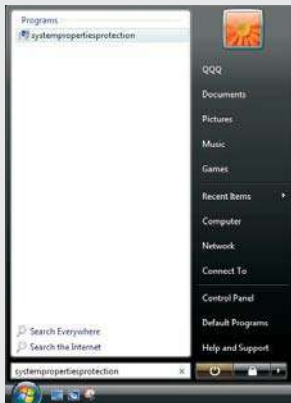 Programs
systempropertiesprotection
QQQ
Documents
Pictures
Music
Games
Recent Items
Computer
Network
Connect To
Control Panel
Default Programs
Help and Support
Search Everywhere
Search the Internet
systempropertiesprotection